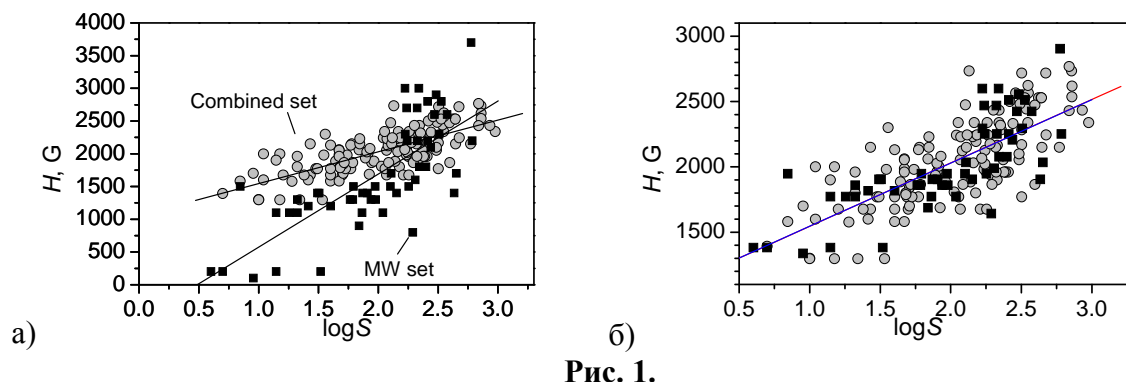 4000
3500
3000
2500
2000
1500
1000
500
0
H, G
Combined set
MW set
0.0 0.5 1.0 1.5 2.0 2.5 3.0
logS
а)
3000
2500
2000
1500
H, G
0.5 1.0 1.5 2.0 2.5 3.0
logS
б)
Рис. 1.